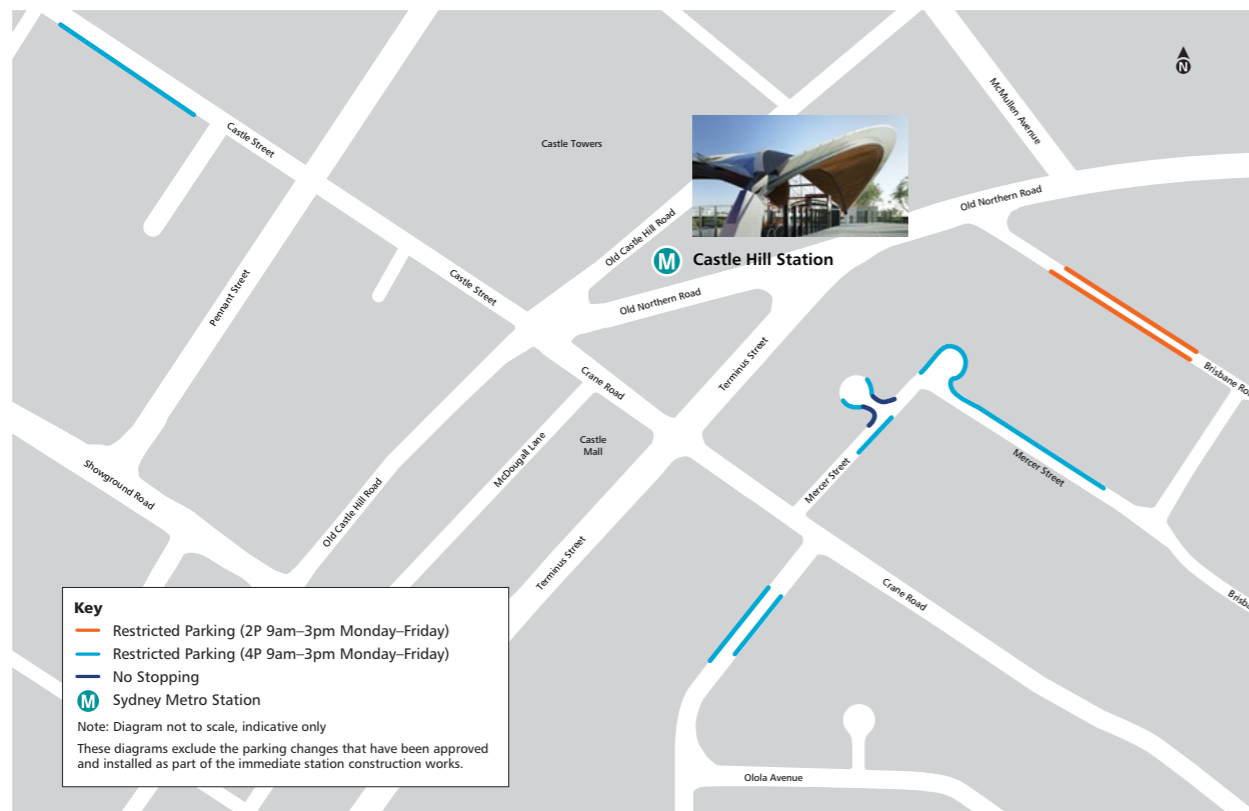 N
McMullen Avenue
Castle Street
Castle Towers
Old Northern Road
Old Castle Hill Road
M
Castle Hill Station
Pennant Street
Castle Street
Old Northern Road
Terminus Street
Brisbane Ro
Crane Road
Castle
Mall
McDougall Lane
Mercer Street
Mercer Street
Showground Road
Old Castle Hill Road
Terminus Street
Crane Road
Brisba
Key
Restricted Parking (2P 9am–3pm Monday–Friday)
Restricted Parking (4P 9am–3pm Monday–Friday)
No Stopping
M Sydney Metro Station
Note: Diagram not to scale, indicative only
These diagrams exclude the parking changes that have been approved
and installed as part of the immediate station construction works.
Olola Avenue